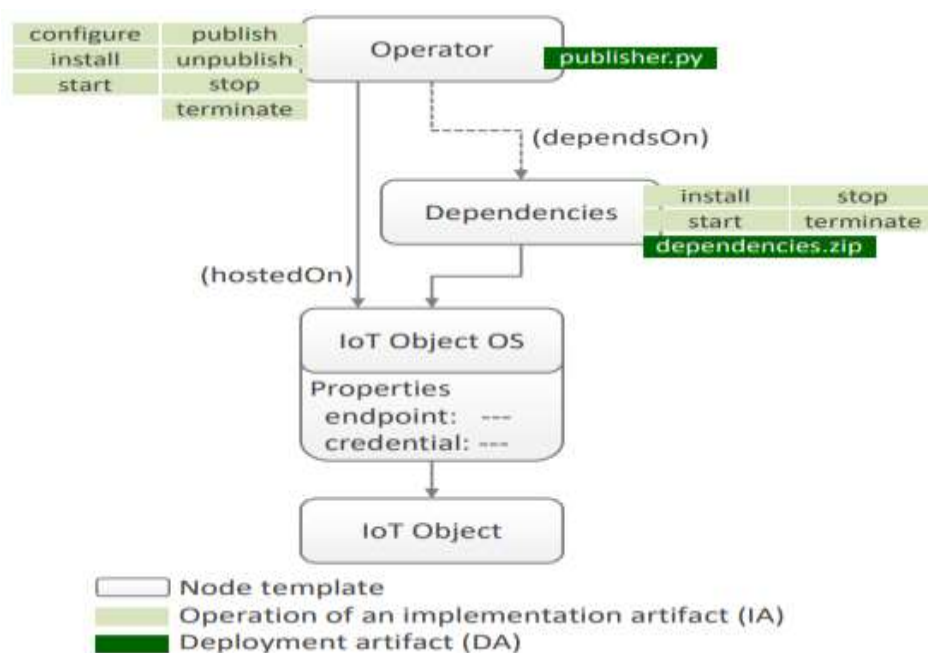 configure publish
install unpublish
start stop
terminate
Operator
publisher.py
(dependsOn)
Dependencies
install stop
start terminate
dependencies.zip
(hostedOn)
IoT Object OS
Properties
endpoint: ---
credential: ---
IoT Object
Node template
Operation of an implementation artifact (IA)
Deployment artifact (DA)